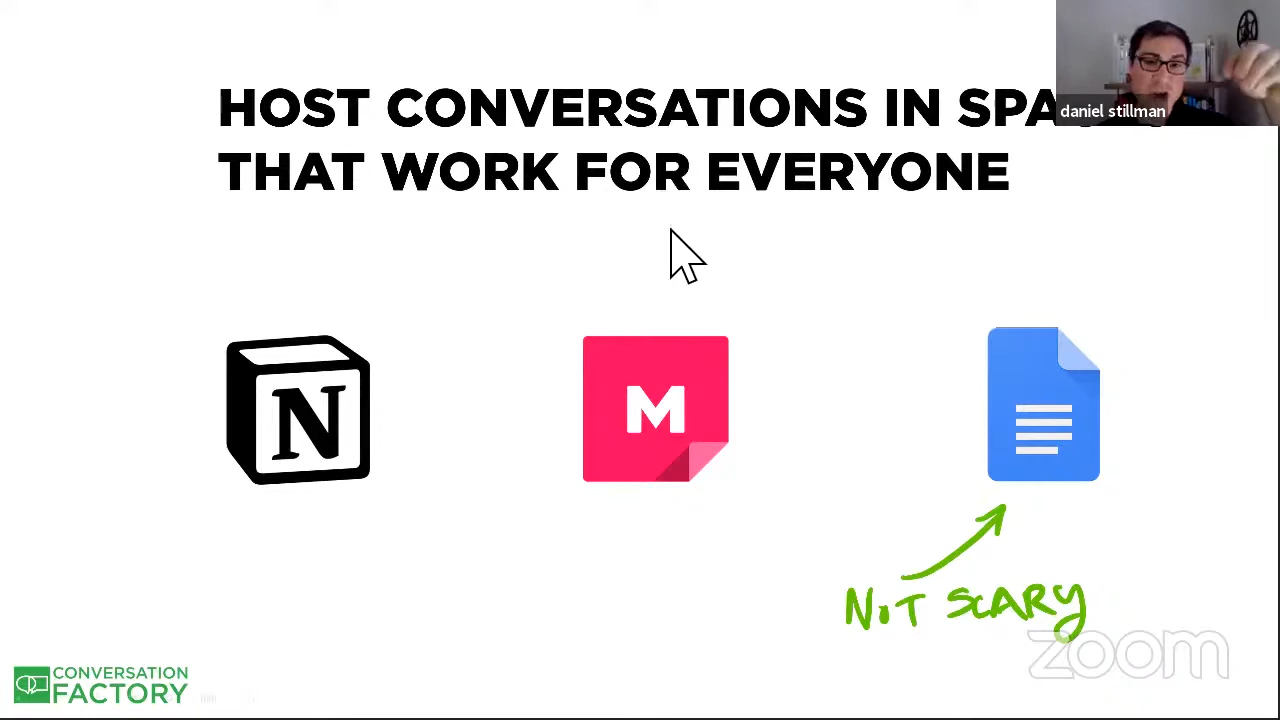 HOST CONVERSATIONS IN SPA
THAT WORK FOR EVERYONE
daniel stillman
N
M
NOT SCARY
zoom
CONVERSATION
FACTORY